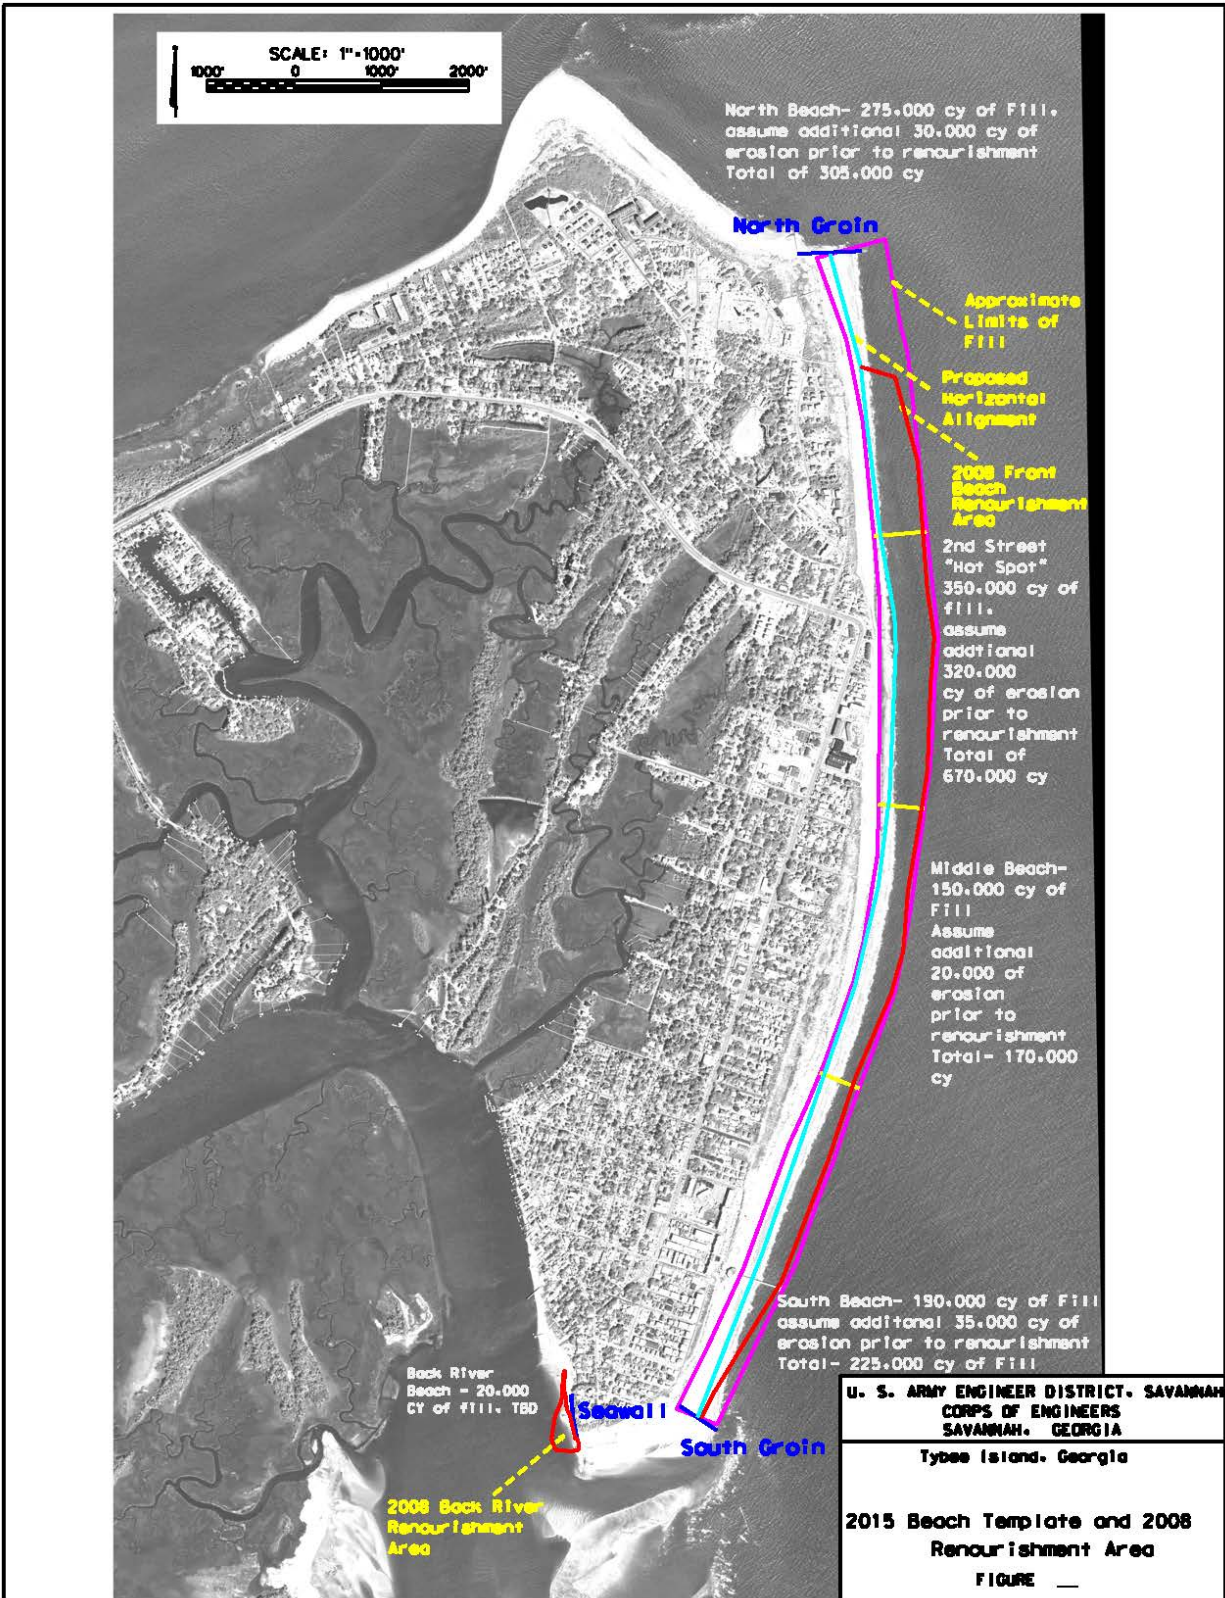 SCALE: 1"=1000'
1000' 0 1000' 2000'
North Beach- 275,000 cy of Fill,
assume additional 30,000 cy of
erosion prior to renourishment
Total of 305,000 cy
North Groin
Approximate
Limits of
Fill
Proposed
Horizontal
Alignment
2008 Front
Beach
Renourishment
Area
2nd Street
"Hot Spot"
350,000 cy of
fill,
assume
addtional
320,000
cy of erosion
prior to
renourishment
Total of
670,000 cy
Middle Beach-
150,000 cy of
Fill
Assume
additional
20,000 of
erosion
prior to
renourishment
Total- 170,000
cy
South Beach- 190,000 cy of Fill
assume additonal 35,000 cy of
erosion prior to renourishment
Total- 225,000 cy of Fill
Back River
Beach - 20,000
CY of fill, TBD
Seawall
South Groin
2008 Back River
Renourishment
Area
U. S. ARMY ENGINEER DISTRICT, SAVANNAH
CORPS OF ENGINEERS
SAVANNAH, GEORGIA
Tybee Island, Georgia
2015 Beach Template and 2008
Renourishment Area
FIGURE __